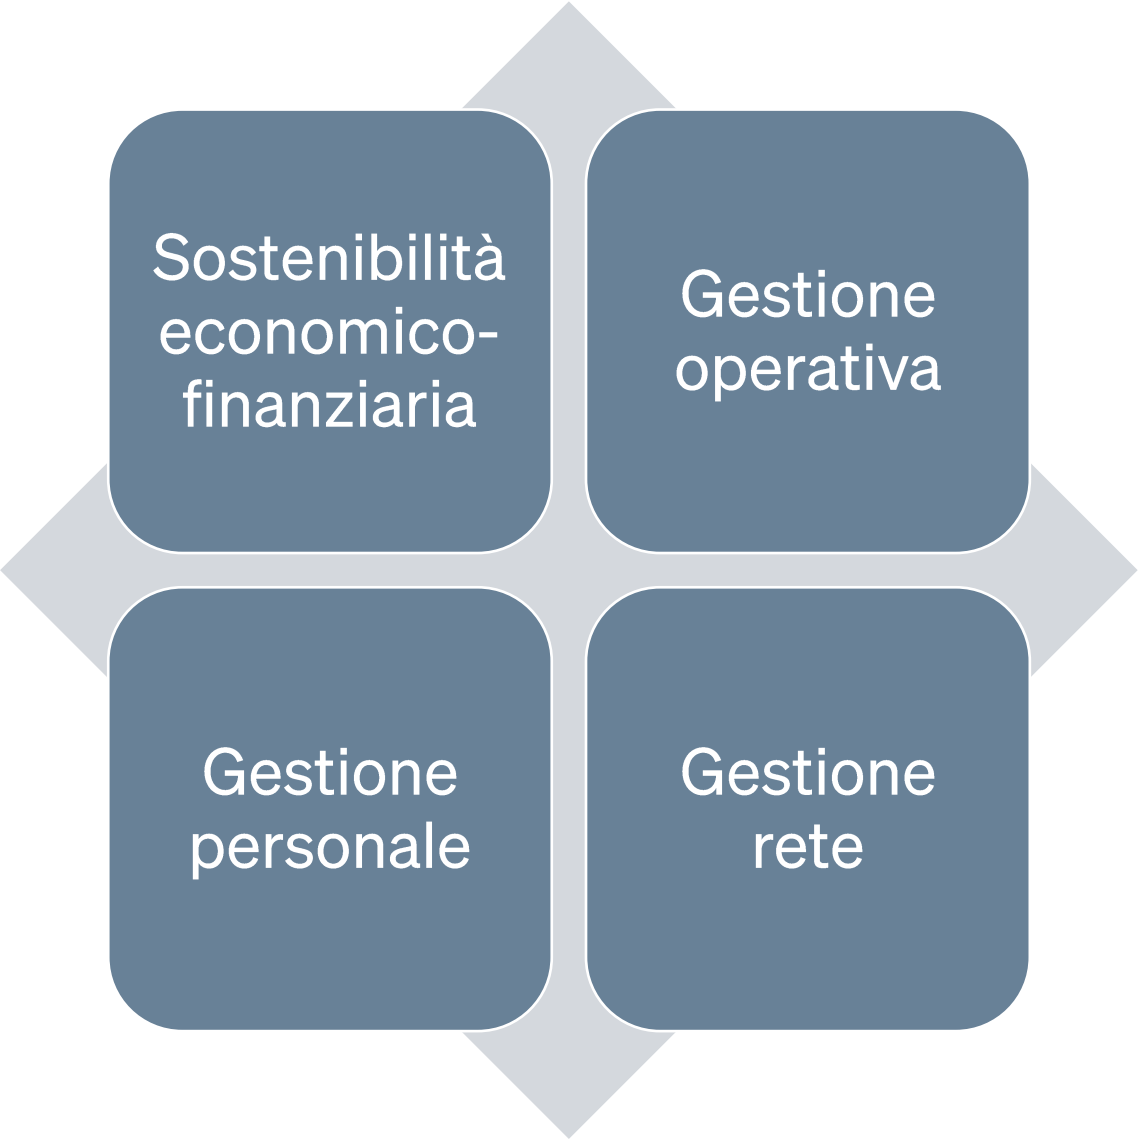 Sostenibilità
economico-
finanziaria
Gestione
operativa
Gestione
personale
Gestione
rete